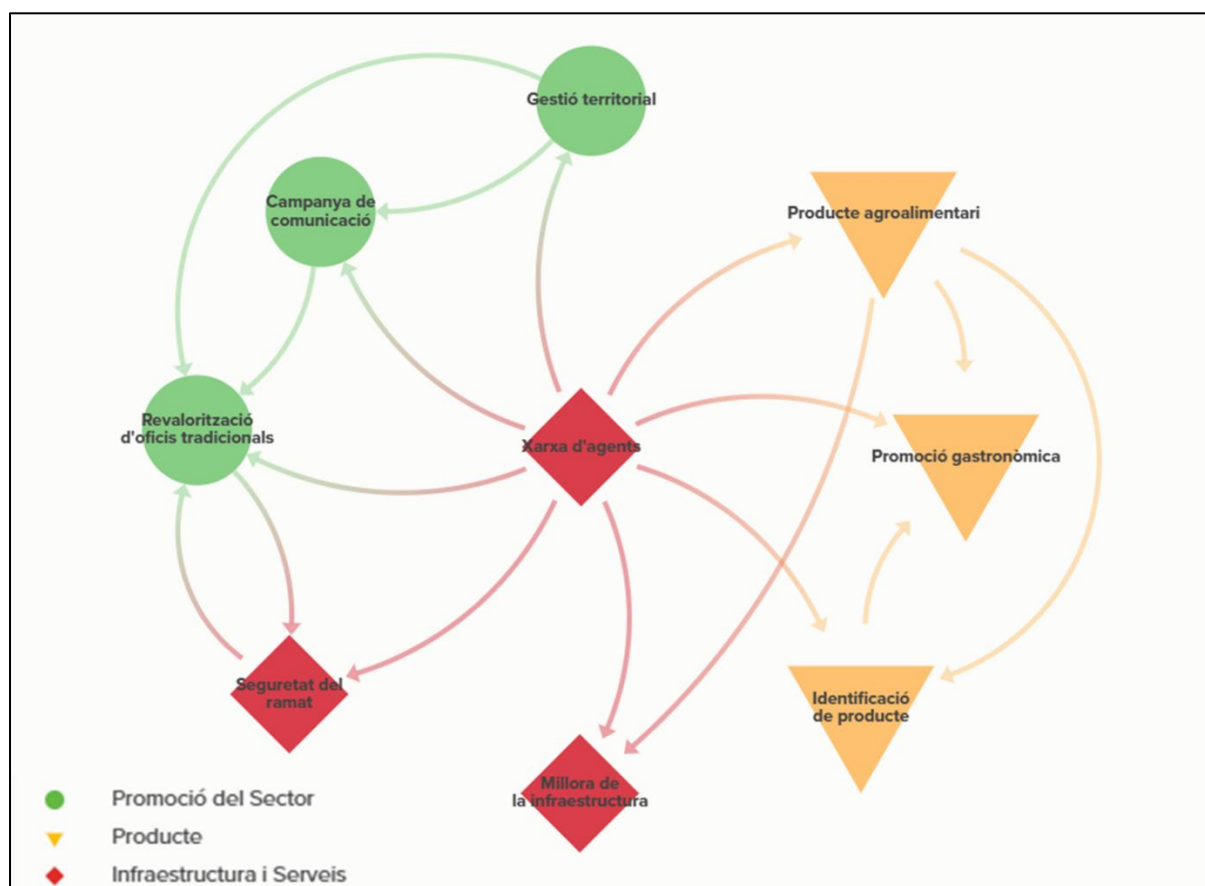 Gestió territorial
Campanya de
comunicació
Producte agroalimentari
Revalorització
d'oficis tradicionals
Xarxa d'agents
Promoció gastronòmica
Seguretat del
ramat
Identificació
de producte
Millora de
la infraestructura
Promoció del Sector
Producte
Infraestructura i Serveis